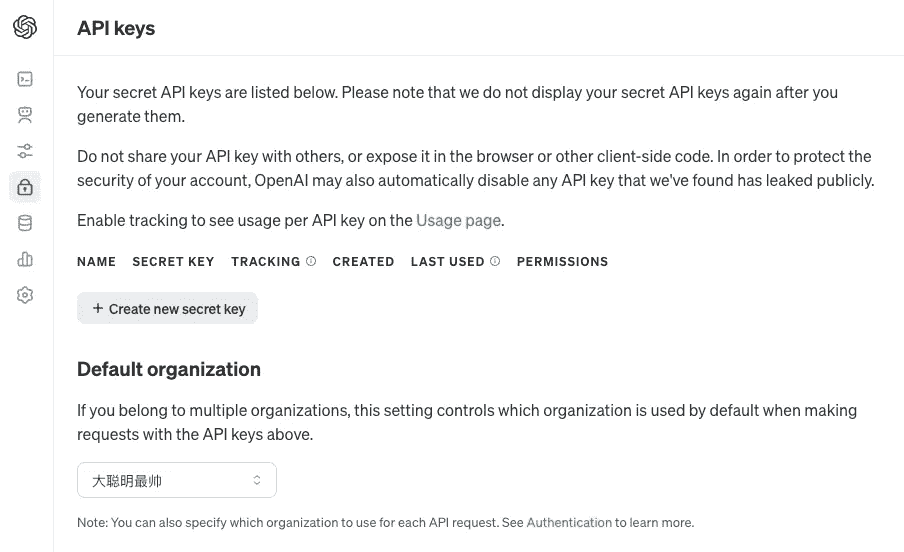 API keys
Your secret API keys are listed below. Please note that we do not display your secret API keys again after you
generate them.
Do not share your API key with others, or expose it in the browser or other client-side code. In order to protect the
security of your account, OpenAI may also automatically disable any API key that we've found has leaked publicly.
Enable tracking to see usage per API key on the Usage page.
NAME SECRET KEY TRACKING CREATED LAST USED PERMISSIONS
+ Create new secret key
Default organization
If you belong to multiple organizations, this setting controls which organization is used by default when making
requests with the API keys above.
大聪明最帅
Note: You can also specify which organization to use for each API request. See Authentication to learn more.